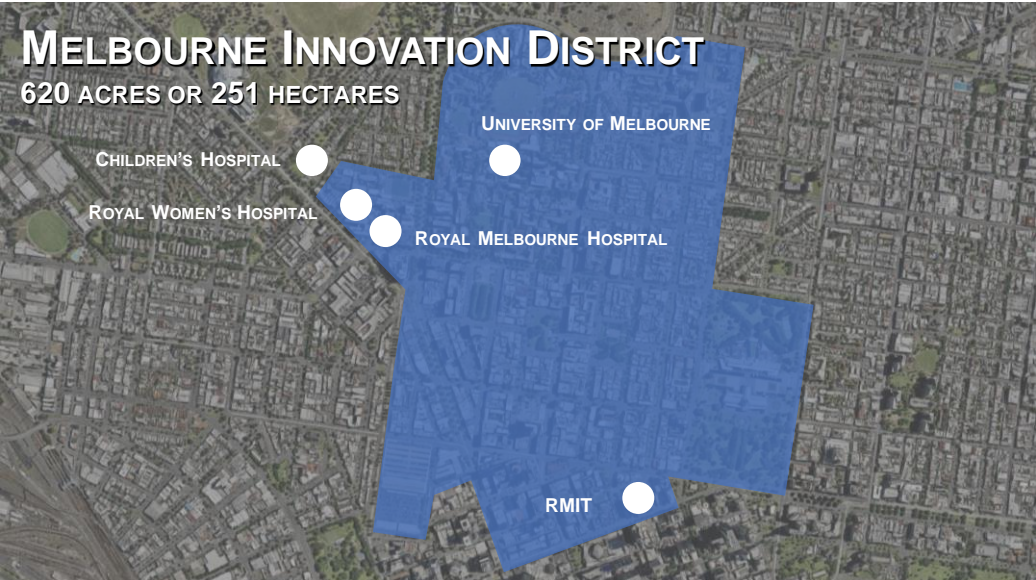 MELBOURNE INNOVATION DISTRICT
620 ACRES OR 251 HECTARES
UNIVERSITY OF MELBOURNE
CHILDREN'S HOSPITAL
ROYAL WOMEN'S HOSPITAL
ROYAL MELBOURNE HOSPITAL
RMIT